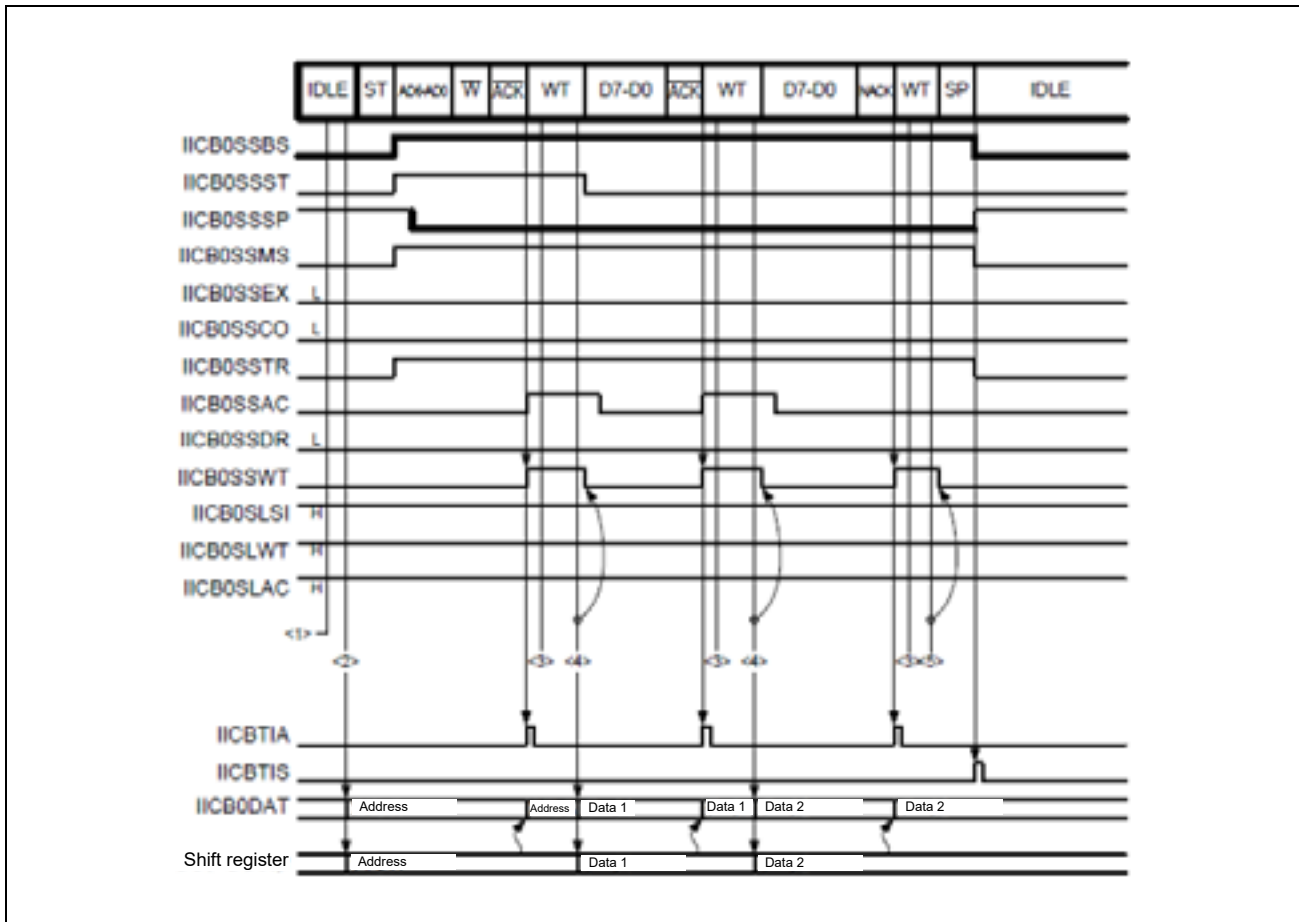 IDLE ST AD6-AD0 W ACK WT D7-D0 ACK WT D7-D0 NACK WT SP IDLE
IICB0SSBS
IICB0SSST
IICB0SSSP
IICB0SSMS
IICB0SSEX L
IICB0SSCO L
IICB0SSTR
IICB0SSAC
IICB0SSDR L
IICB0SSWT
IICB0SLSI H
IICB0SLWT H
IICB0SLAC H
<1>
<2> <3> <4> <3> <4> <3> <5>
IICBTIA
IICBTIS
IICB0DAT Address Address Data 1 Data 1 Data 2 Data 2
Shift register Address Data 1 Data 2